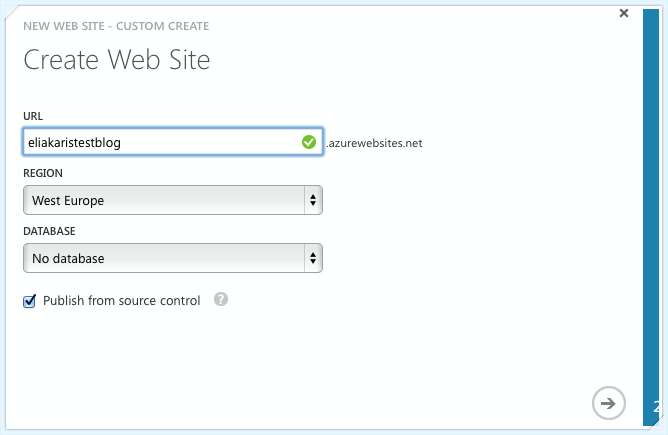 NEW WEB SITE - CUSTOM CREATE
Create Web Site
URL
eliakaristestblog .azurewebsites.net
REGION
West Europe
DATABASE
No database
Publish from source control ?
2